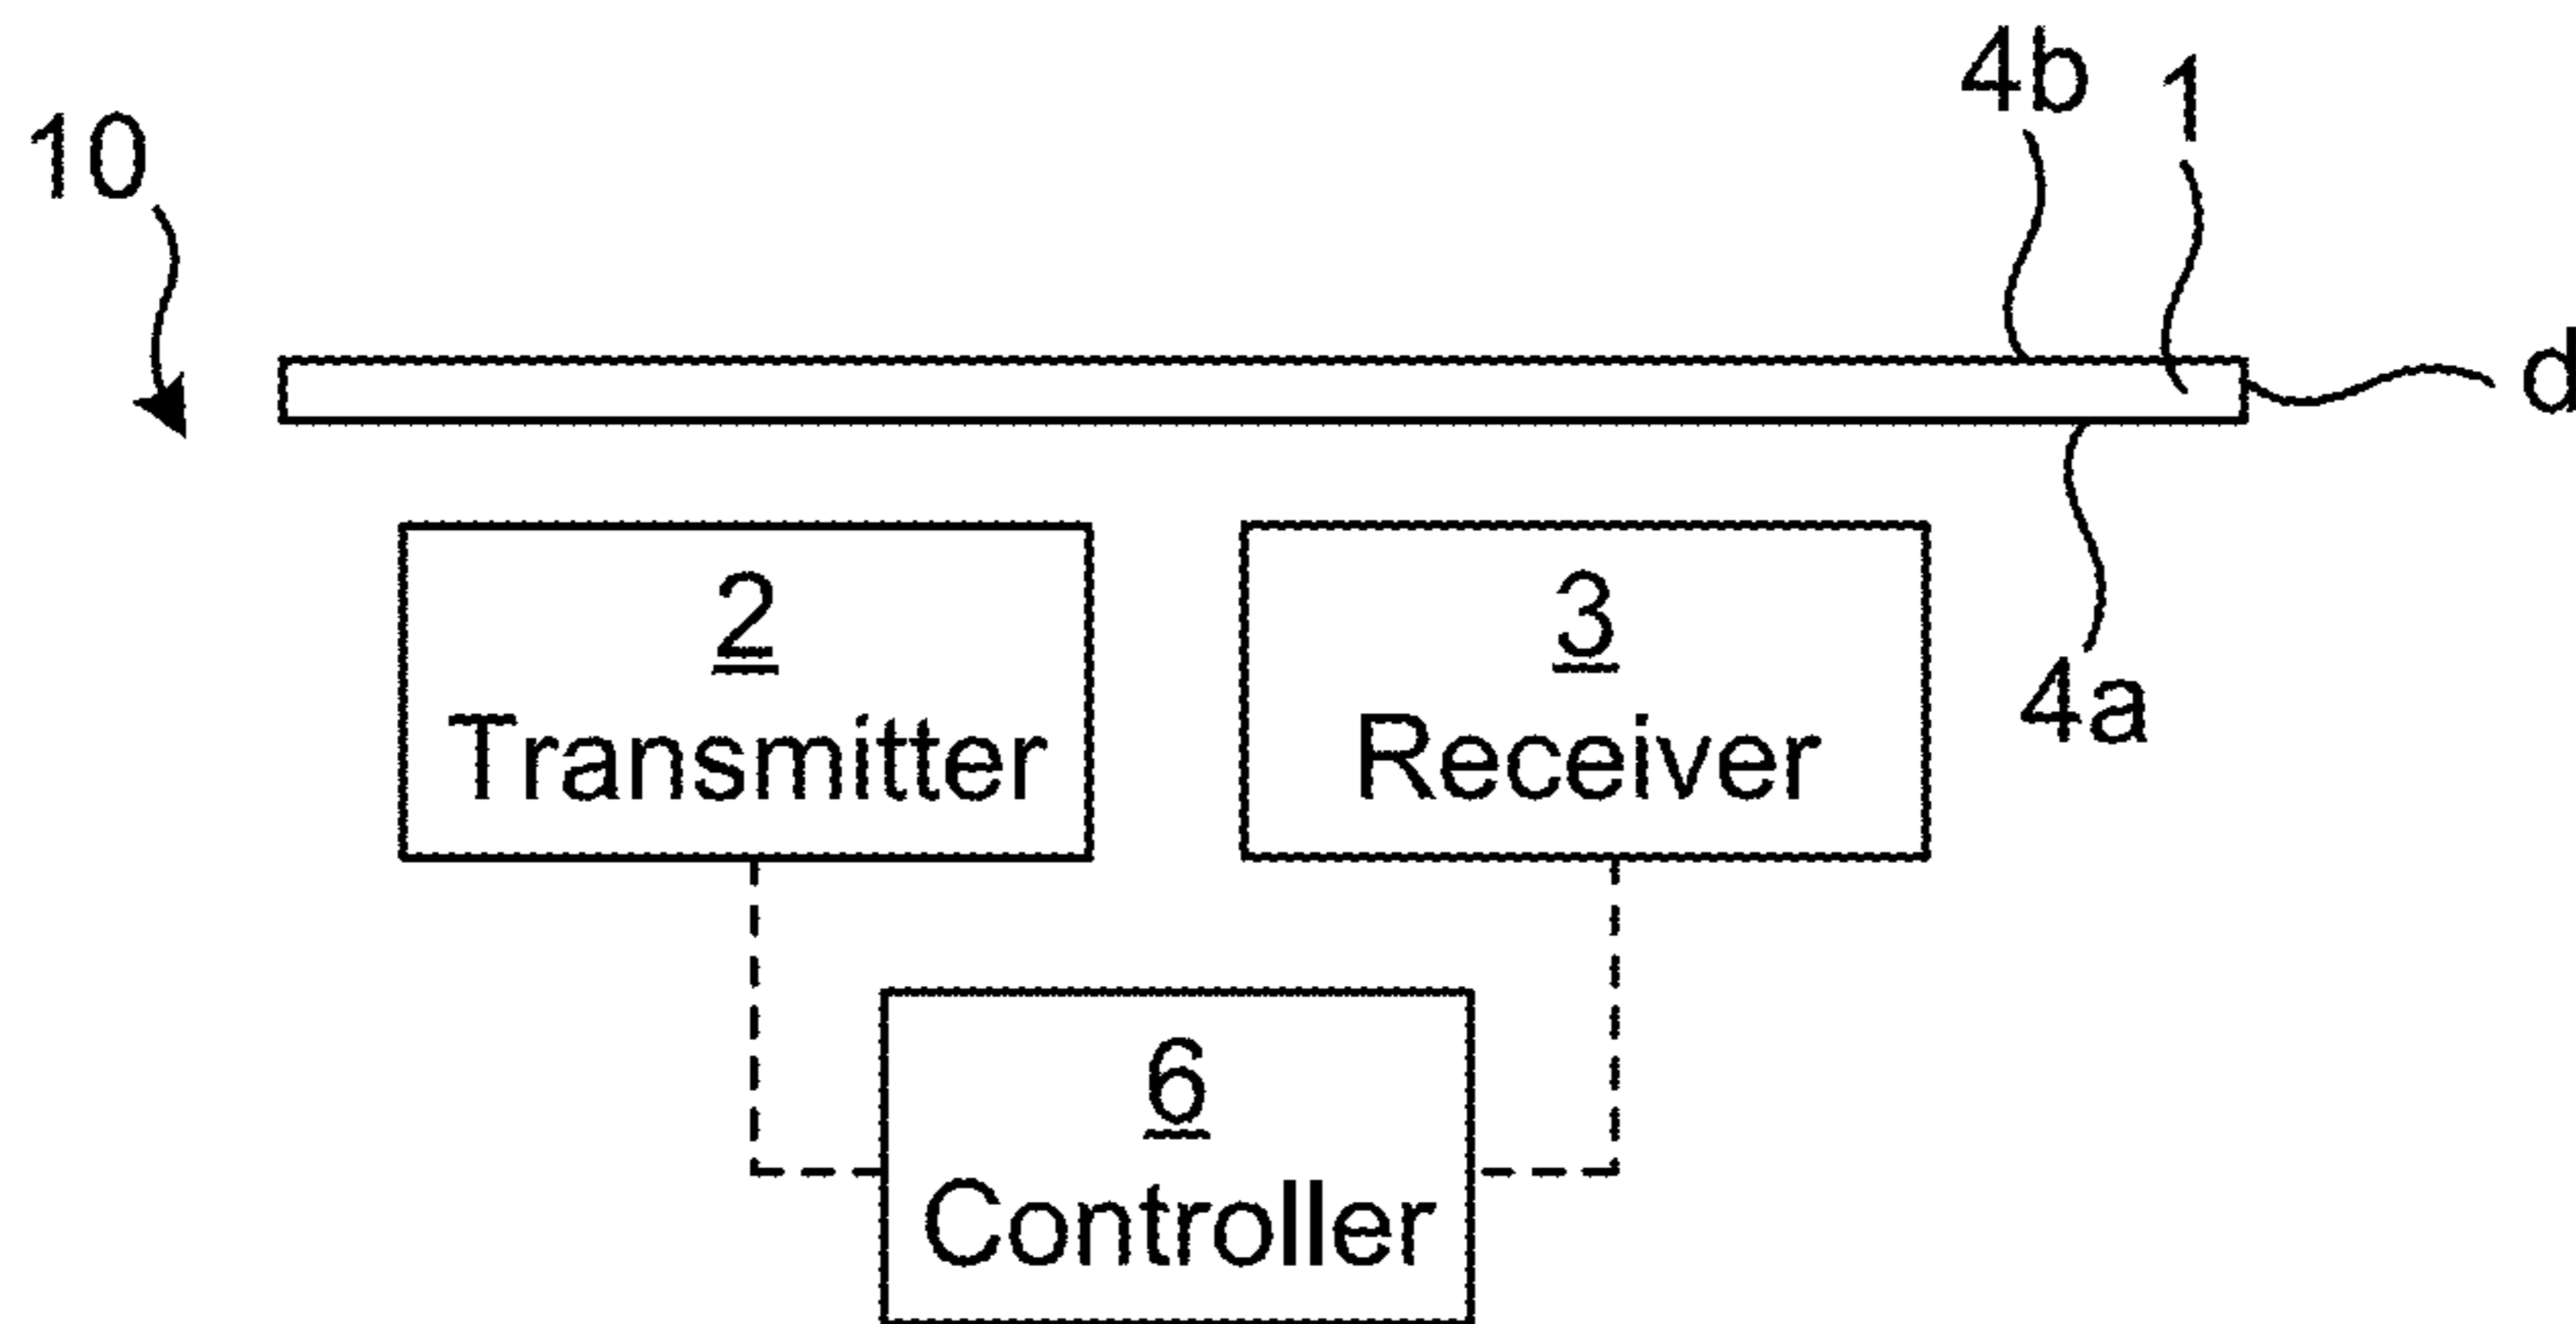 4b
1
10
d
2
Transmitter
3
Receiver
4a
6
Controller